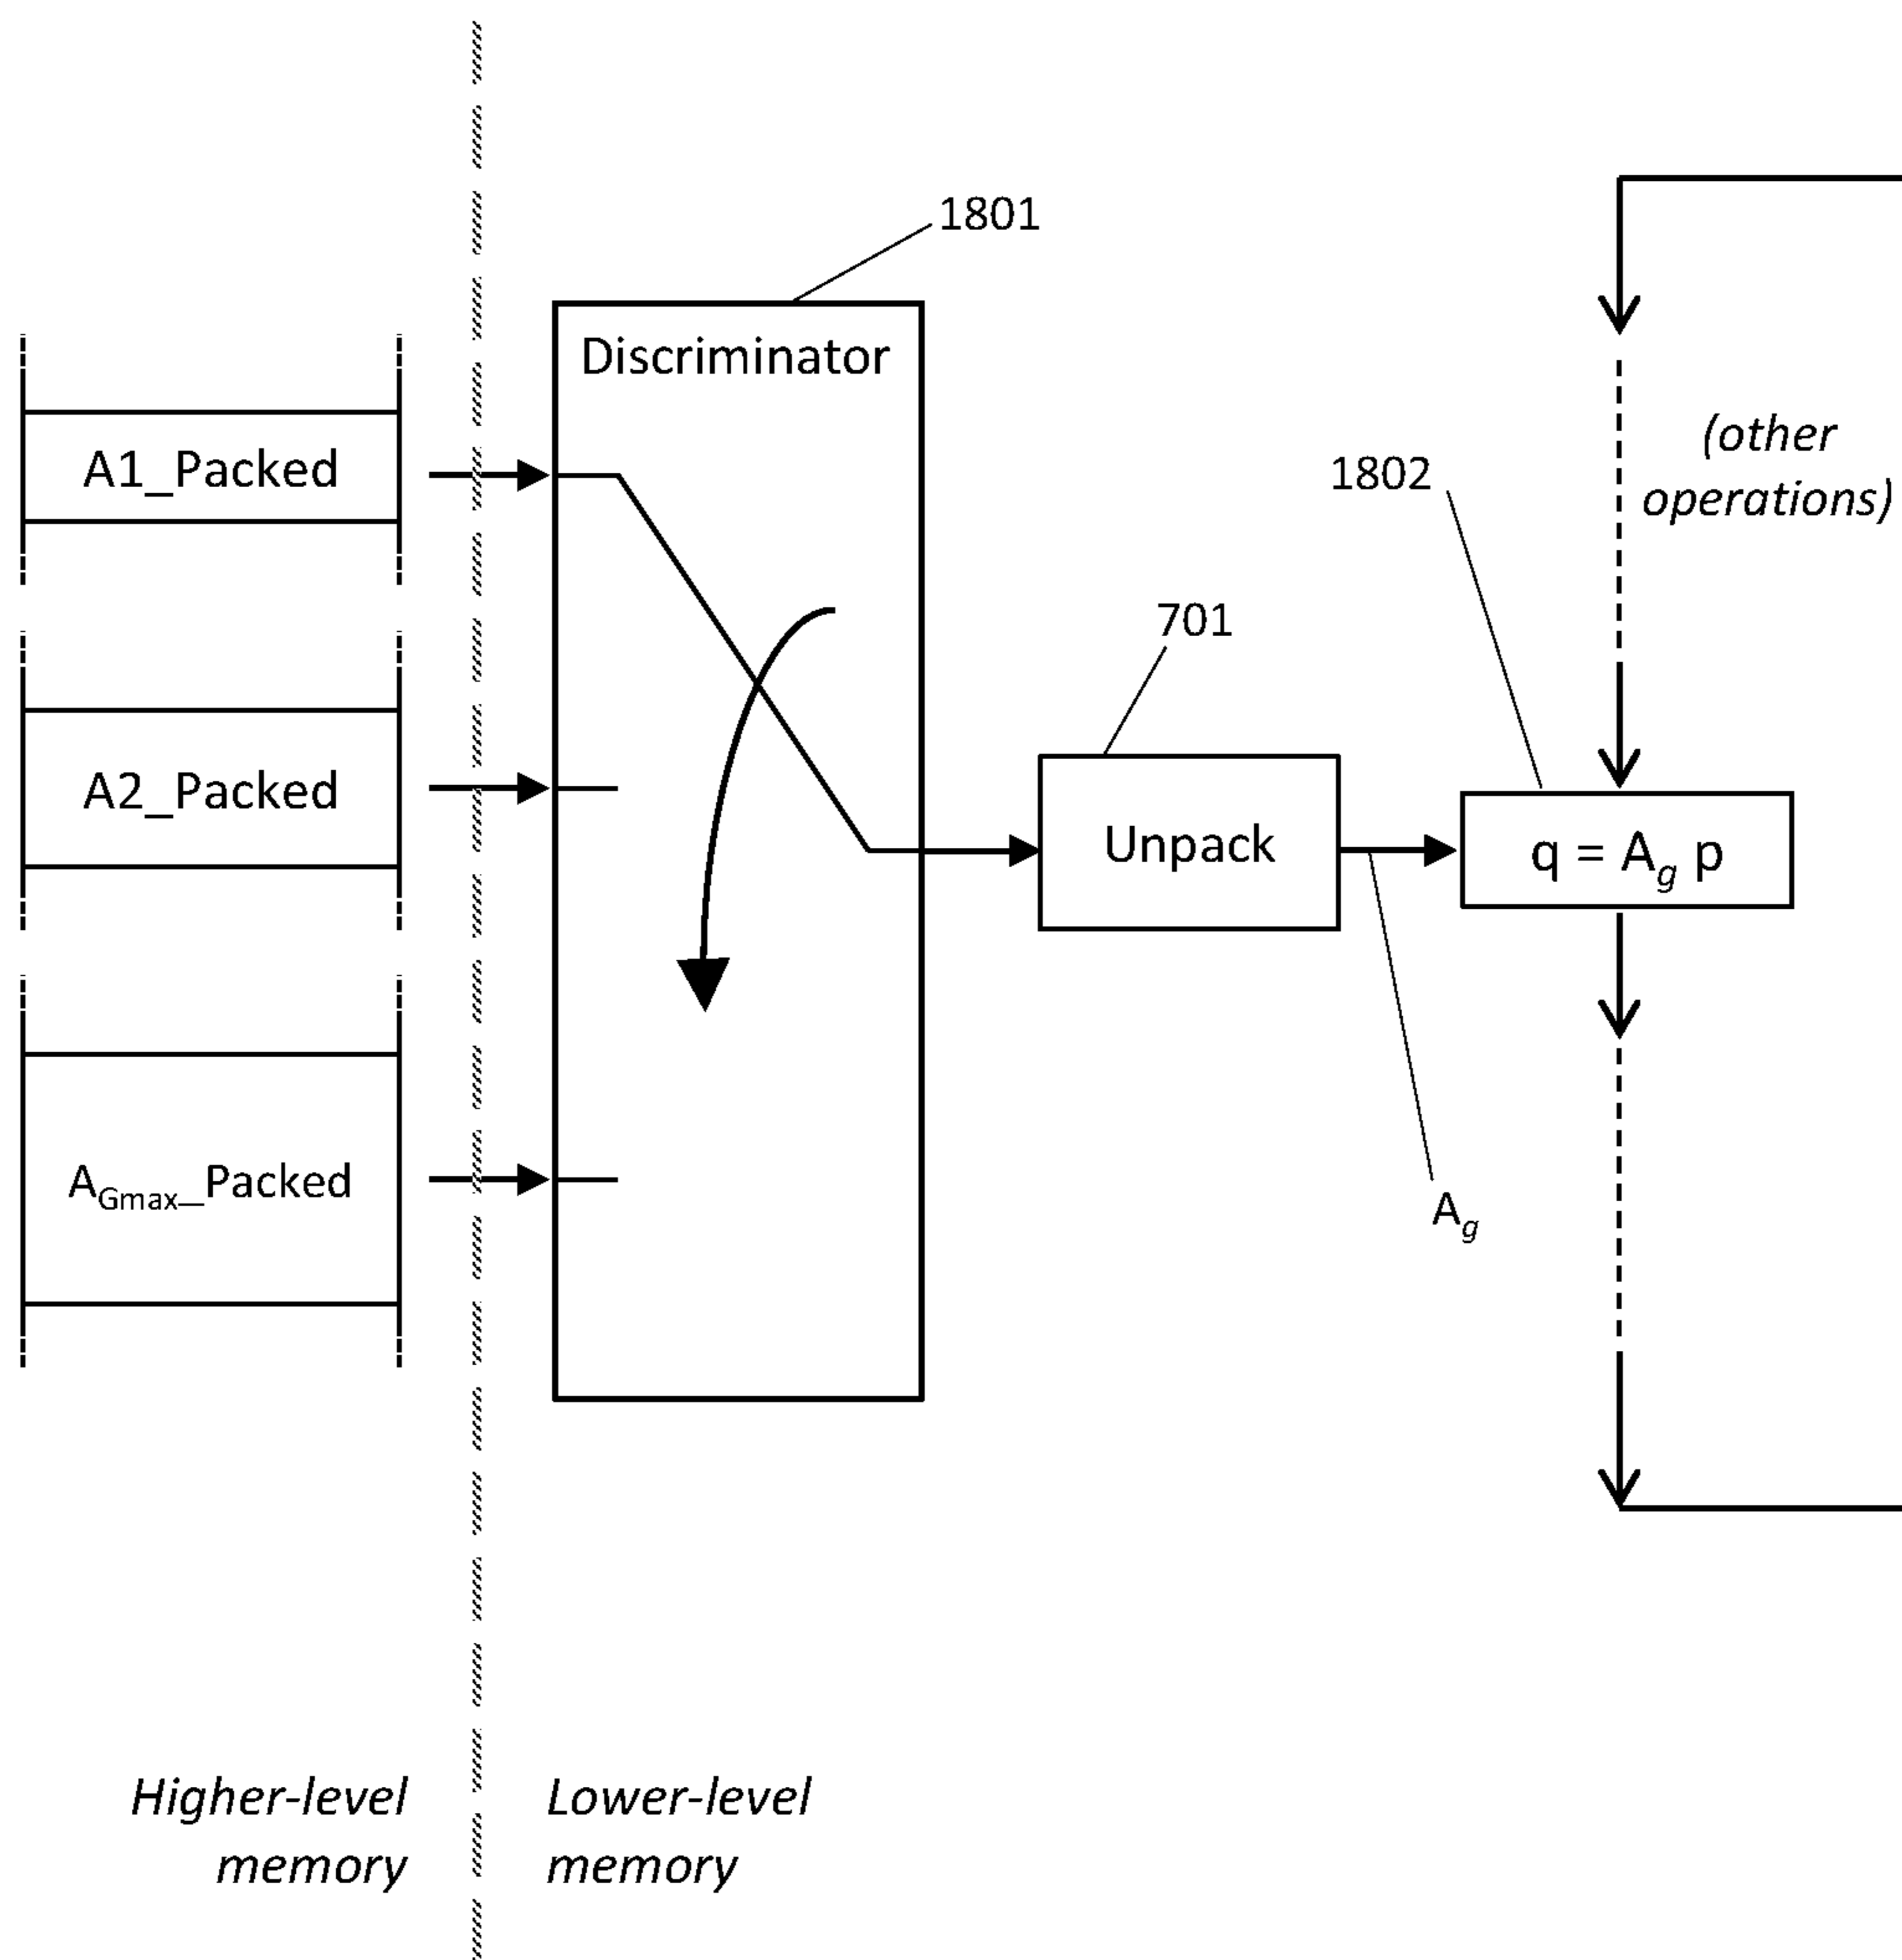 1801
Discriminator
A1_Packed
(other
operations)
1802
701
A2_Packed
Unpack
q = Ag p
AGmax_Packed
Ag
Higher-level
memory
Lower-level
memory